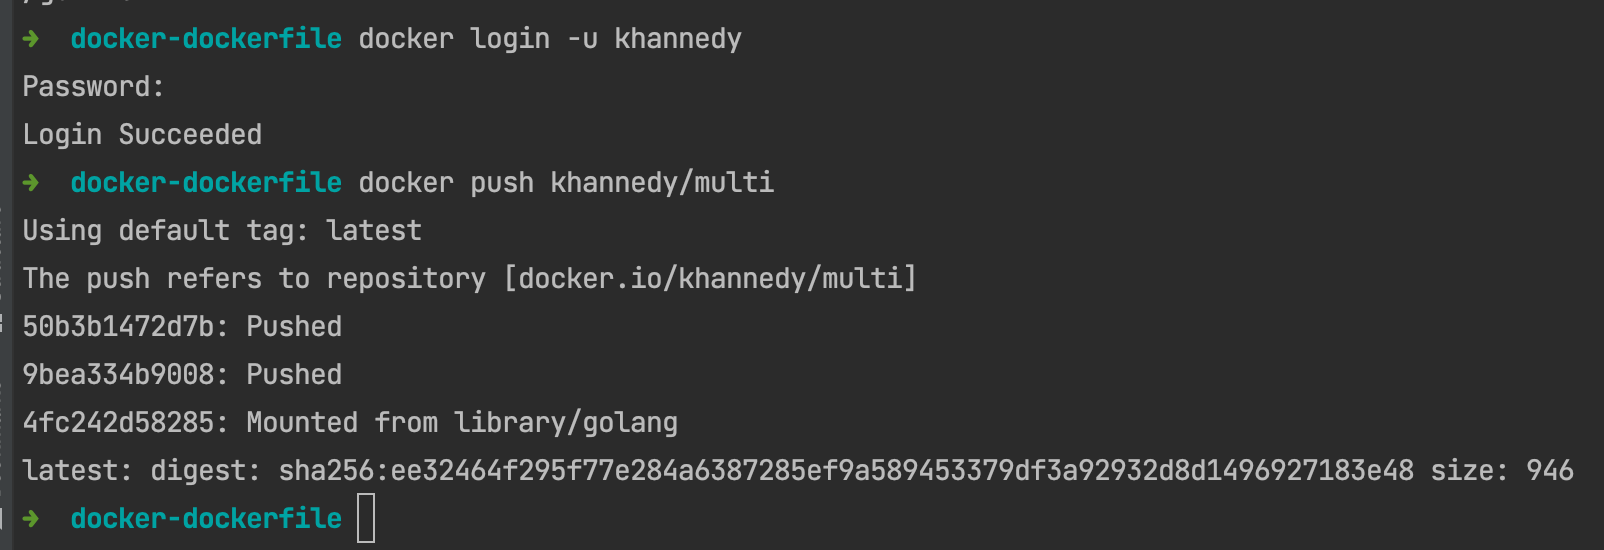 ➜  docker-dockerfile docker login -u khannedy
Password:
Login Succeeded
➜  docker-dockerfile docker push khannedy/multi
Using default tag: latest
The push refers to repository [docker.io/khannedy/multi]
50b3b1472d7b: Pushed
9bea334b9008: Pushed
4fc242d58285: Mounted from library/golang
latest: digest: sha256:ee32464f295f77e284a6387285ef9a589453379df3a92932d8d1496927183e48 size: 946
➜  docker-dockerfile